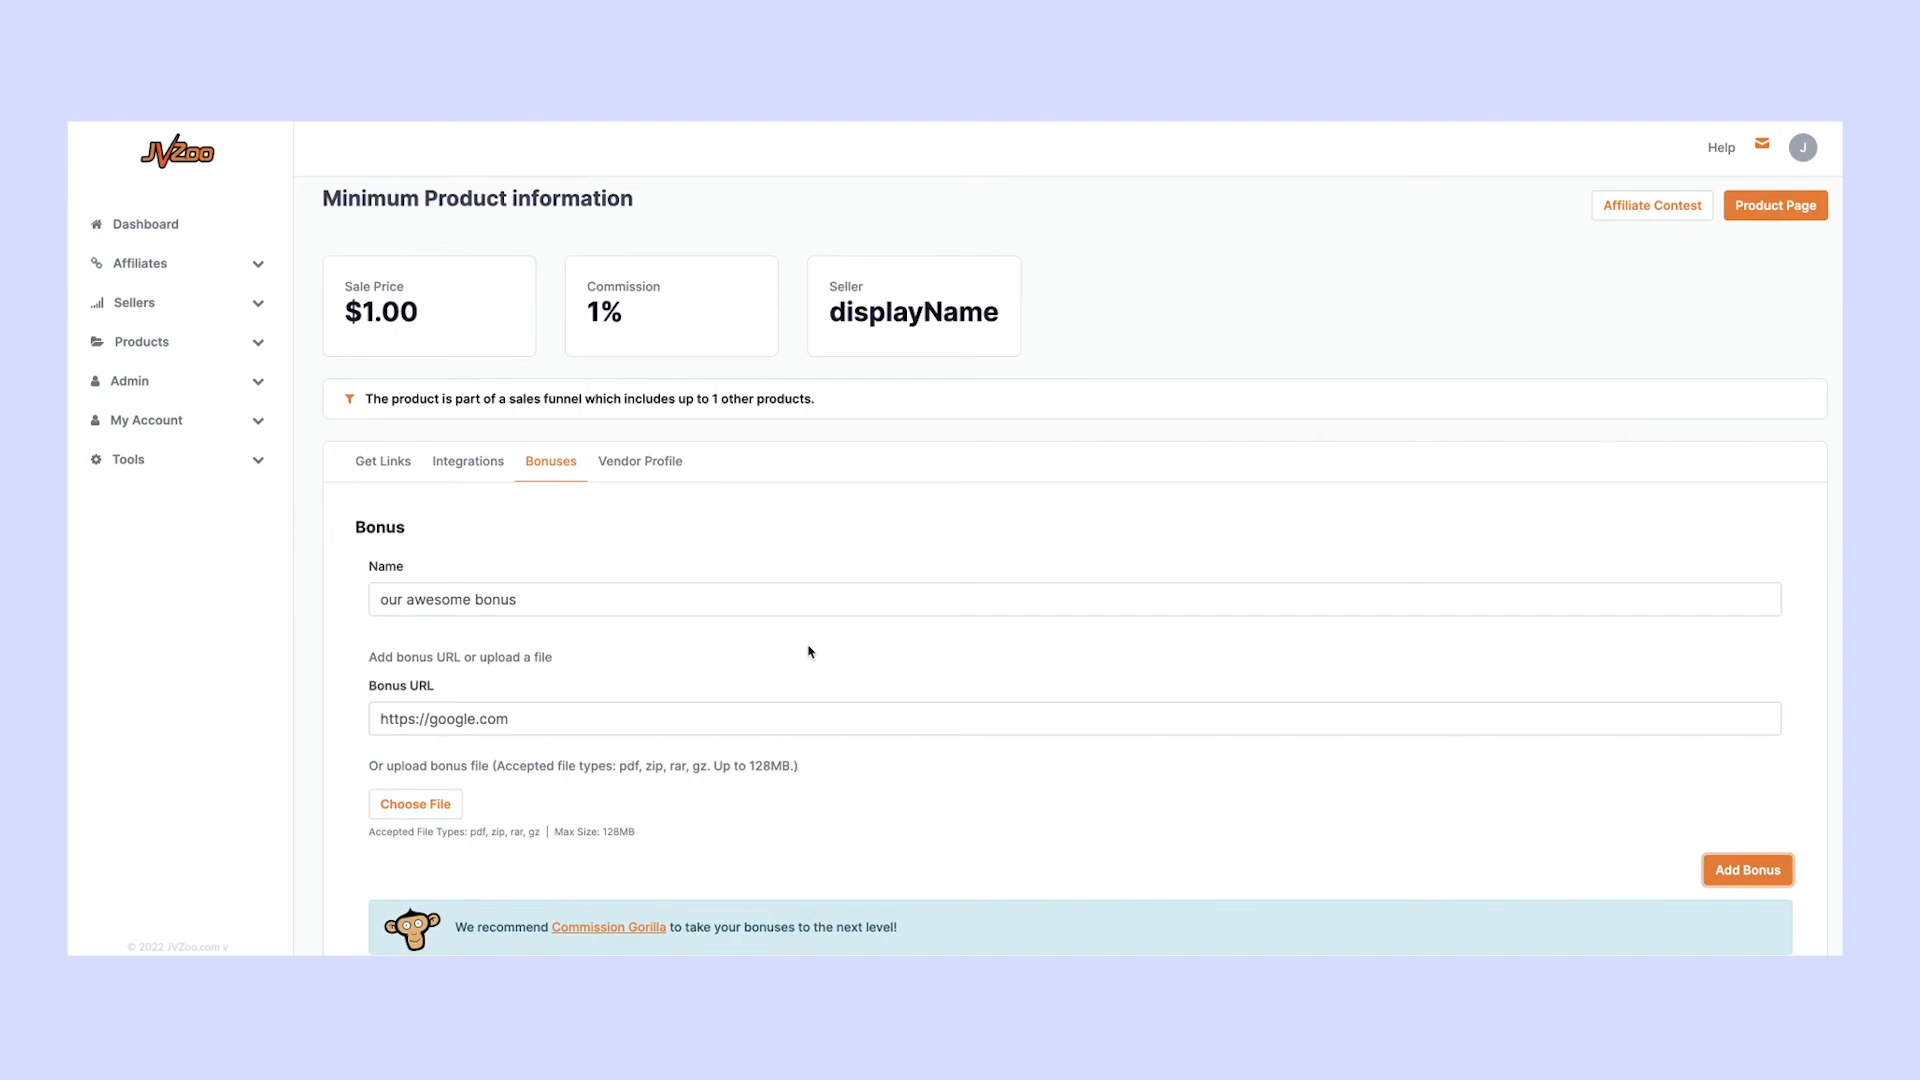 JVZoo
Help
J
Dashboard
Affiliates
Sellers
Products
Admin
My Account
Tools
© 2022 JVZoo.com v
Minimum Product information
Affiliate Contest
Product Page
Sale Price
$1.00
Commission
1%
Seller
displayName
The product is part of a sales funnel which includes up to 1 other products.
Get Links Integrations Bonuses Vendor Profile
Bonus
Name
our awesome bonus
Add bonus URL or upload a file
Bonus URL
https://google.com
Or upload bonus file (Accepted file types: pdf, zip, rar, gz. Up to 128MB.)
Choose File
Accepted File Types: pdf, zip, rar, gz | Max Size: 128MB
Add Bonus
We recommend Commission Gorilla to take your bonuses to the next level!